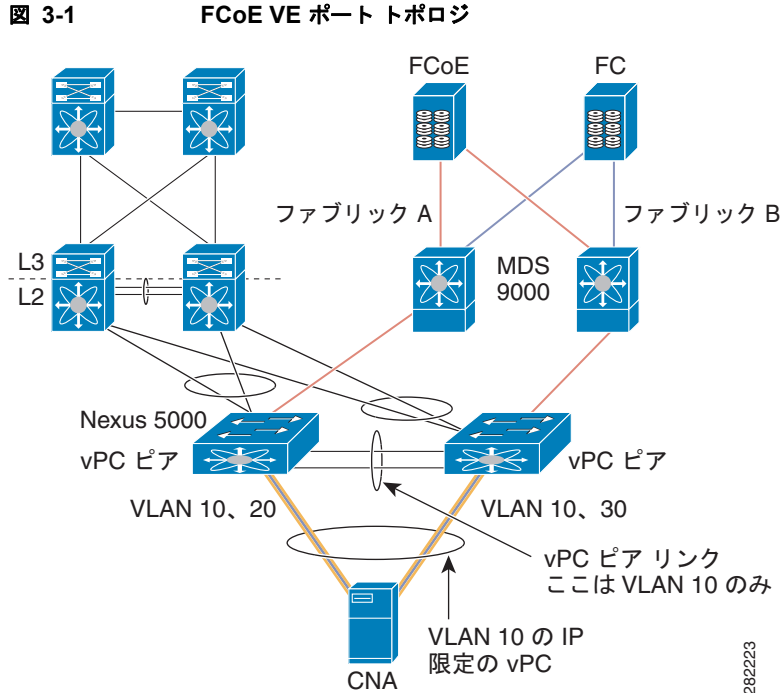 図 3-1 FCoE VE ポート トポロジ
FCoE
FC
ファブリック A
ファブリック B
L3
L2
MDS
9000
Nexus 5000
vPC ピア
vPC ピア
VLAN 10、20
VLAN 10、30
vPC ピア リンク
ここは VLAN 10 のみ
VLAN 10 の IP
限定の vPC
CNA
282223